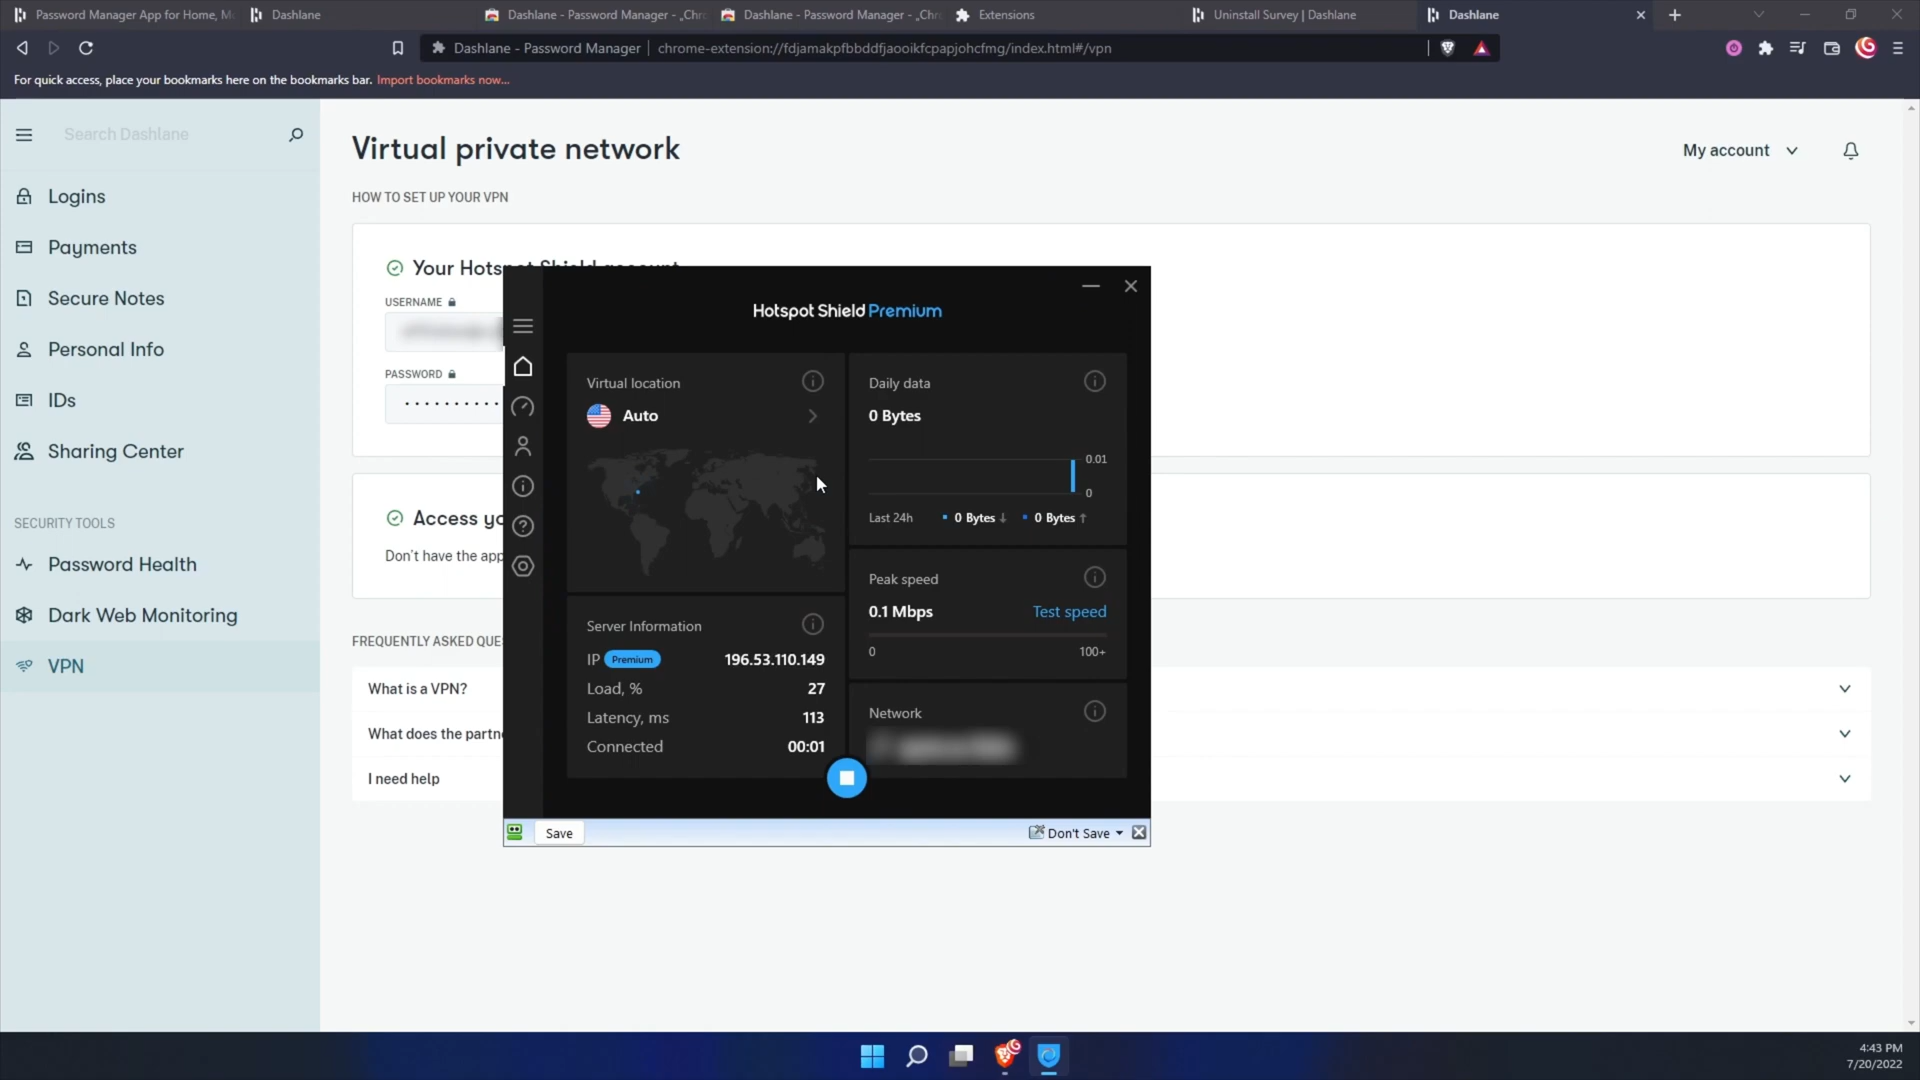 Password Manager App for Home, M
Dashlane
Dashlane - Password Manager - „Chro
Dashlane - Password Manager - „Chro
Extensions
Uninstall Survey | Dashlane
Dashlane
Dashlane - Password Manager
chrome-extension://fdjamakpfbbddfjaooikfcpapjohcfmg/index.html#/vpn
For quick access, place your bookmarks here on the bookmarks bar. Import bookmarks now...
Search Dashlane
Logins
Payments
Secure Notes
Personal Info
IDs
Sharing Center
SECURITY TOOLS
Password Health
Dark Web Monitoring
VPN
Virtual private network
My account
HOW TO SET UP YOUR VPN
Your Hotspot Shield account
USERNAME
PASSWORD
Access yo
Don't have the app
FREQUENTLY ASKED QUE
What is a VPN?
What does the partn
I need help
Hotspot Shield Premium
Virtual location
Auto
Server Information
IP Premium 196.53.110.149
Load, % 27
Latency, ms 113
Connected 00:01
Daily data
0 Bytes
0.01
0
Last 24h 0 Bytes ↓ 0 Bytes ↑
Peak speed
0.1 Mbps Test speed
0 100+
Network
Save
Don't Save
4:43 PM
7/20/2022